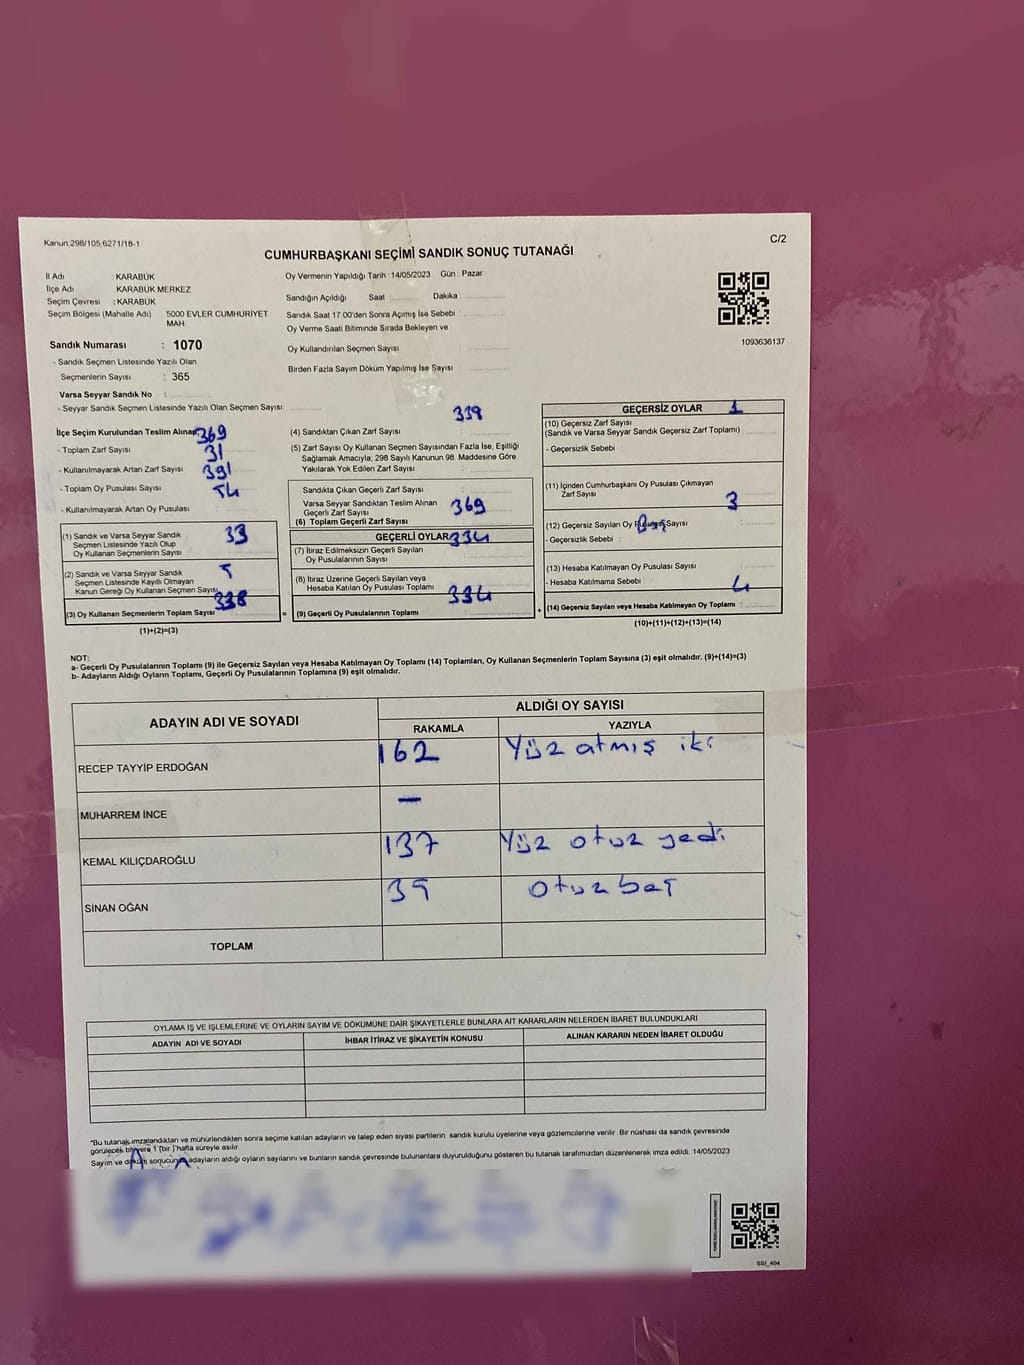 Kanun,298/105,6271/18-1
C/2
CUMHURBAŞKANI SEÇİMİ SANDIK SONUÇ TUTANAĞI
İl Adı : KARABÜK
İlçe Adı : KARABÜK MERKEZ
Seçim Çevresi : KARABÜK
Seçim Bölgesi (Mahalle Adı) 5000 EVLER CUMHURİYET MAH
Sandık Numarası : 1070
- Sandık Seçmen Listesinde Yazılı Olan
Seçmenlerin Sayısı : 365
Varsa Seyyar Sandık No :
- Seyyar Sandık Seçmen Listesinde Yazılı Olan Seçmen Sayısı:
Oy Vermenin Yapıldığı Tarih : 14/05/2023 Gün : Pazar
Sandığın Açıldığı Saat Dakika
Sandık Saat 17.00'den Sonra Açımış İse Sebebi
Oy Verme Saati Bitiminde Sırada Bekleyen ve
Oy Kullandırılan Seçmen Sayısı
Birden Fazla Sayım Döküm Yapılmış İse Sayısı
1093636137
İlçe Seçim Kurulundan Teslim Alınan 369
- Toplam Zarf Sayısı 31
- Kullanılmayarak Artan Zarf Sayısı 391
- Toplam Oy Pusulası Sayısı 54
- Kullanılmayarak Artan Oy Pusulası
(1) Sandık ve Varsa Seyyar Sandık
Seçmen Listesinde Yazılı Olup
Oy Kullanan Seçmenlerin Sayısı
33
(2) Sandık ve Varsa Seyyar Sandık
Seçmen Listesinde Kayıtlı Olmayan
Kanun Gereği Oy Kullanan Seçmen Sayısı
5
338
(3) Oy Kullanan Seçmenlerin Toplam Sayısı
(1)+(2)=(3)
(4) Sandıktan Çıkan Zarf Sayısı
(5) Zarf Sayısı Oy Kullanan Seçmen Sayısından Fazla İse, Eşitliği
Sağlamak Amacıyla, 298 Sayılı Kanunun 98. Maddesine Göre
Yakılarak Yok Edilen Zarf Sayısı
Sandıkta Çıkan Geçerli Zarf Sayısı
Varsa Seyyar Sandıktan Teslim Alınan
Geçerli Zarf Sayısı
369
(6) Toplam Geçerli Zarf Sayısı
GEÇERLİ OYLAR 334
(7) İtiraz Edilmeksizin Geçerli Sayılan
Oy Pusulalarının Sayısı
(8) İtiraz Üzerine Geçerli Sayılan veya
Hesaba Katılan Oy Pusulası Toplamı
334
(9) Geçerli Oy Pusulalarının Toplamı
GEÇERSİZ OYLAR 1
(10) Geçersiz Zarf Sayısı
(Sandık ve Varsa Seyyar Sandık Geçersiz Zarf Toplamı)
- Geçersizlik Sebebi :
(11) İçinden Cumhurbaşkanı Oy Pusulası Çıkmayan
Zarf Sayısı
3
(12) Geçersiz Sayılan Oy Pusulası Sayısı
- Geçersizlik Sebebi :
(13) Hesaba Katılmayan Oy Pusulası Sayısı
- Hesaba Katılmama Sebebi :
4
(14) Geçersiz Sayılan veya Hesaba Katılmayan Oy Toplamı
(10)+(11)+(12)+(13)=(14)
NOT:
a- Geçerli Oy Pusulalarının Toplamı (9) ile Geçersiz Sayılan veya Hesaba Katılmayan Oy Toplamı (14) Toplamları, Oy Kullanan Seçmenlerin Toplam Sayısına (3) eşit olmalıdır. (9)+(14)=(3)
b- Adayların Aldığı Oyların Toplamı, Geçerli Oy Pusulalarının Toplamına (9) eşit olmalıdır.
ADAYIN ADI VE SOYADI
ALDIĞI OY SAYISI
RAKAMLA YAZIYLA
RECEP TAYYİP ERDOĞAN 162 Yüz atmış iki
MUHARREM İNCE —
KEMAL KILIÇDAROĞLU 137 Yüz otuz yedi
SİNAN OĞAN 35 otuz beş
TOPLAM
OYLAMA İŞ VE İŞLEMLERİNE VE OYLARIN SAYIM VE DÖKÜMÜNE DAİR ŞİKAYETLERLE BUNLARA AİT KARARLARIN NELERDEN İBARET BULUNDUKLARI
ADAYIN ADI VE SOYADI İHBAR İTİRAZ VE ŞİKAYETİN KONUSU ALINAN KARARIN NEDEN İBARET OLDUĞU
*Bu tutanak imzalandıktan ve mühürlendikten sonra seçime katılan adayların ve talep eden siyasi partilerin sandık kurulu üyelerine veya gözlemcilerine verilir. Bir nüshası da sandık çevresinde
görülecek bir yere 1 (bir) hafta süreyle asılır
Sayım ve döküm sonucuna adayların aldığı oyların sayılarını ve bunların sandık çevresinde bulunanlara duyurulduğunu gösteren bu tutanak tarafımızdan düzenlenerek imza edildi. 14/05/2023
SSI_404